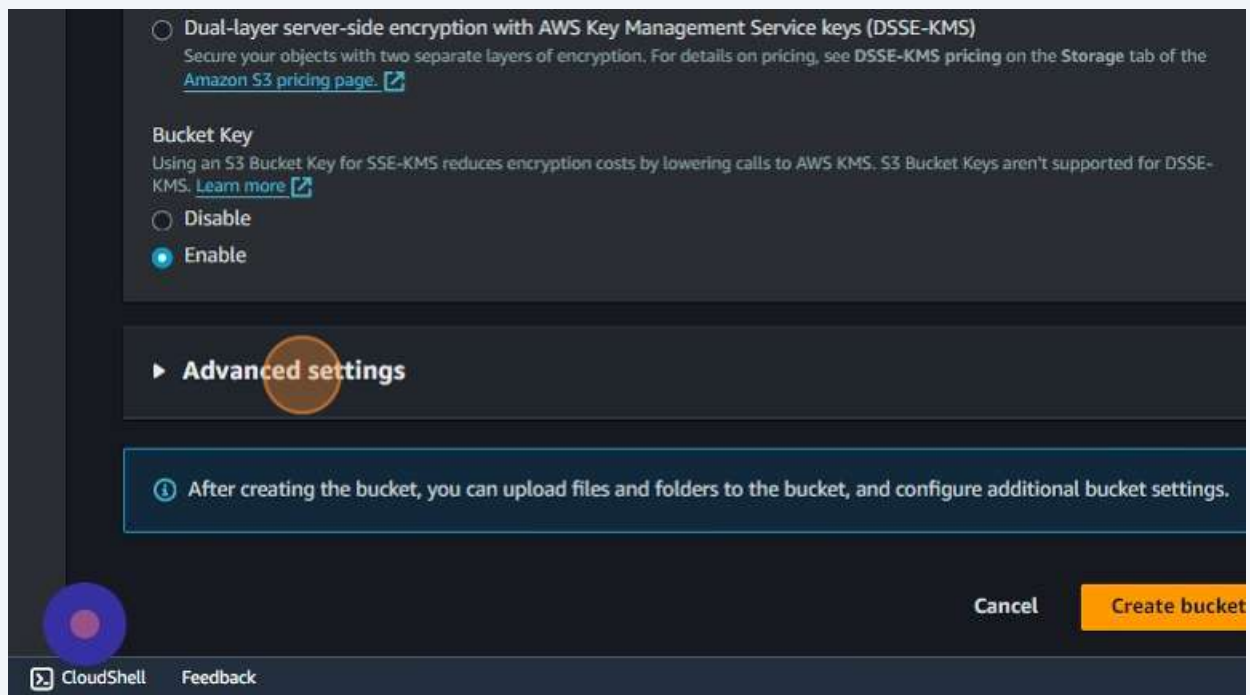 Dual-layer server-side encryption with AWS Key Management Service keys (DSSE-KMS)
Secure your objects with two separate layers of encryption. For details on pricing, see DSSE-KMS pricing on the Storage tab of the
Amazon S3 pricing page.
Bucket Key
Using an S3 Bucket Key for SSE-KMS reduces encryption costs by lowering calls to AWS KMS. S3 Bucket Keys aren't supported for DSSE-
KMS. Learn more
Disable
Enable
Advanced settings
After creating the bucket, you can upload files and folders to the bucket, and configure additional bucket settings.
Cancel Create bucket
CloudShell Feedback